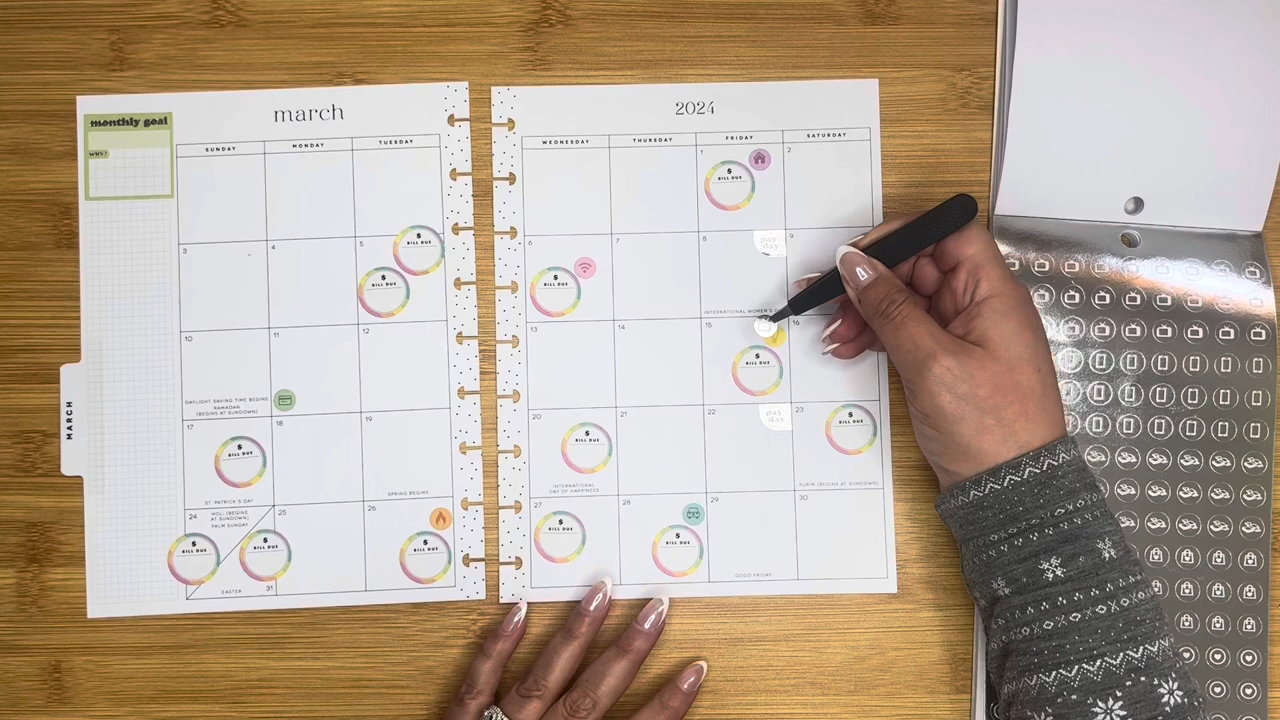 march
2024
monthly goal
WHY?
SUNDAY MONDAY TUESDAY WEDNESDAY THURSDAY FRIDAY SATURDAY
1 2
$
BILL DUE
3 4 5 6 7 8 9
$
BILL DUE
$
BILL DUE
$
BILL DUE
pay
day
INTERNATIONAL WOMEN'S
10 11 12 13 14 15 16
DAYLIGHT SAVING TIME BEGINS
RAMADAN
(BEGINS AT SUNDOWN)
$
BILL DUE
MARCH
17 18 19 20 21 22 23
$
BILL DUE
ST. PATRICK'S DAY
SPRING BEGINS
$
BILL DUE
INTERNATIONAL
DAY OF HAPPINESS
pay
day
$
BILL DUE
PURIM (BEGINS AT SUNDOWN)
24 25 26 27 28 29 30
HOLI (BEGINS
AT SUNDOWN)
PALM SUNDAY
$
BILL DUE
$
BILL DUE
$
BILL DUE
$
BILL DUE
$
BILL DUE
GOOD FRIDAY
EASTER 31